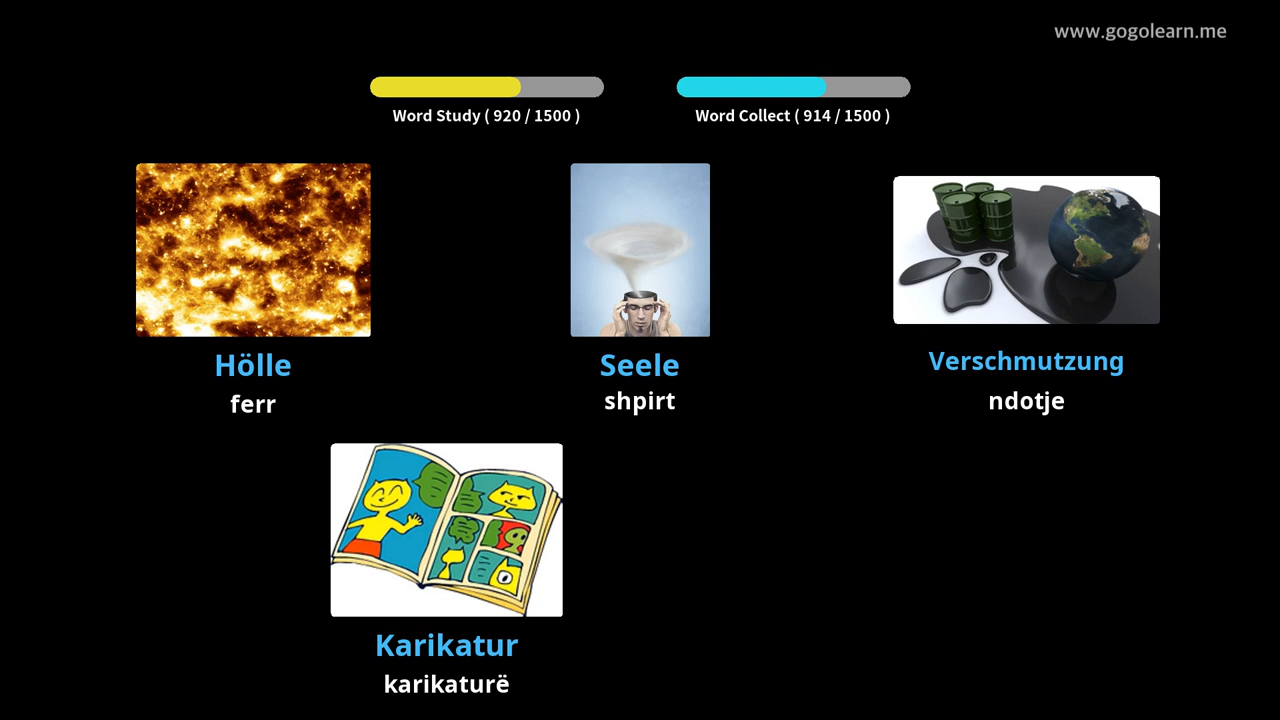 www.gogolearn.me
Word Study ( 920 / 1500 )
Word Collect ( 914 / 1500 )
Hölle
ferr
Seele
shpirt
Verschmutzung
ndotje
Karikatur
karikaturë